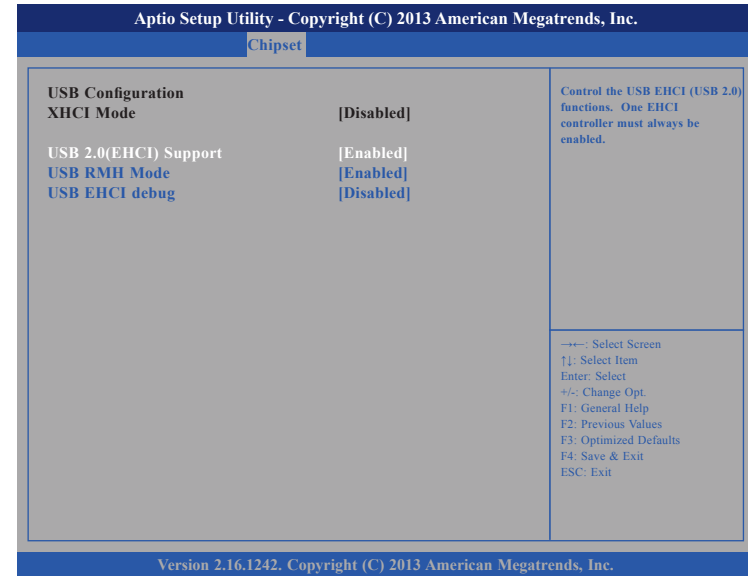 Aptio Setup Utility - Copyright (C) 2013 American Megatrends, Inc.
Chipset
USB Configuration
XHCI Mode [Disabled]
USB 2.0(EHCI) Support [Enabled]
USB RMH Mode [Enabled]
USB EHCI debug [Disabled]
Control the USB EHCI (USB 2.0)
functions. One EHCI
controller must always be
enabled.
→←: Select Screen
↑↓: Select Item
Enter: Select
+/-: Change Opt.
F1: General Help
F2: Previous Values
F3: Optimized Defaults
F4: Save & Exit
ESC: Exit
Version 2.16.1242. Copyright (C) 2013 American Megatrends, Inc.